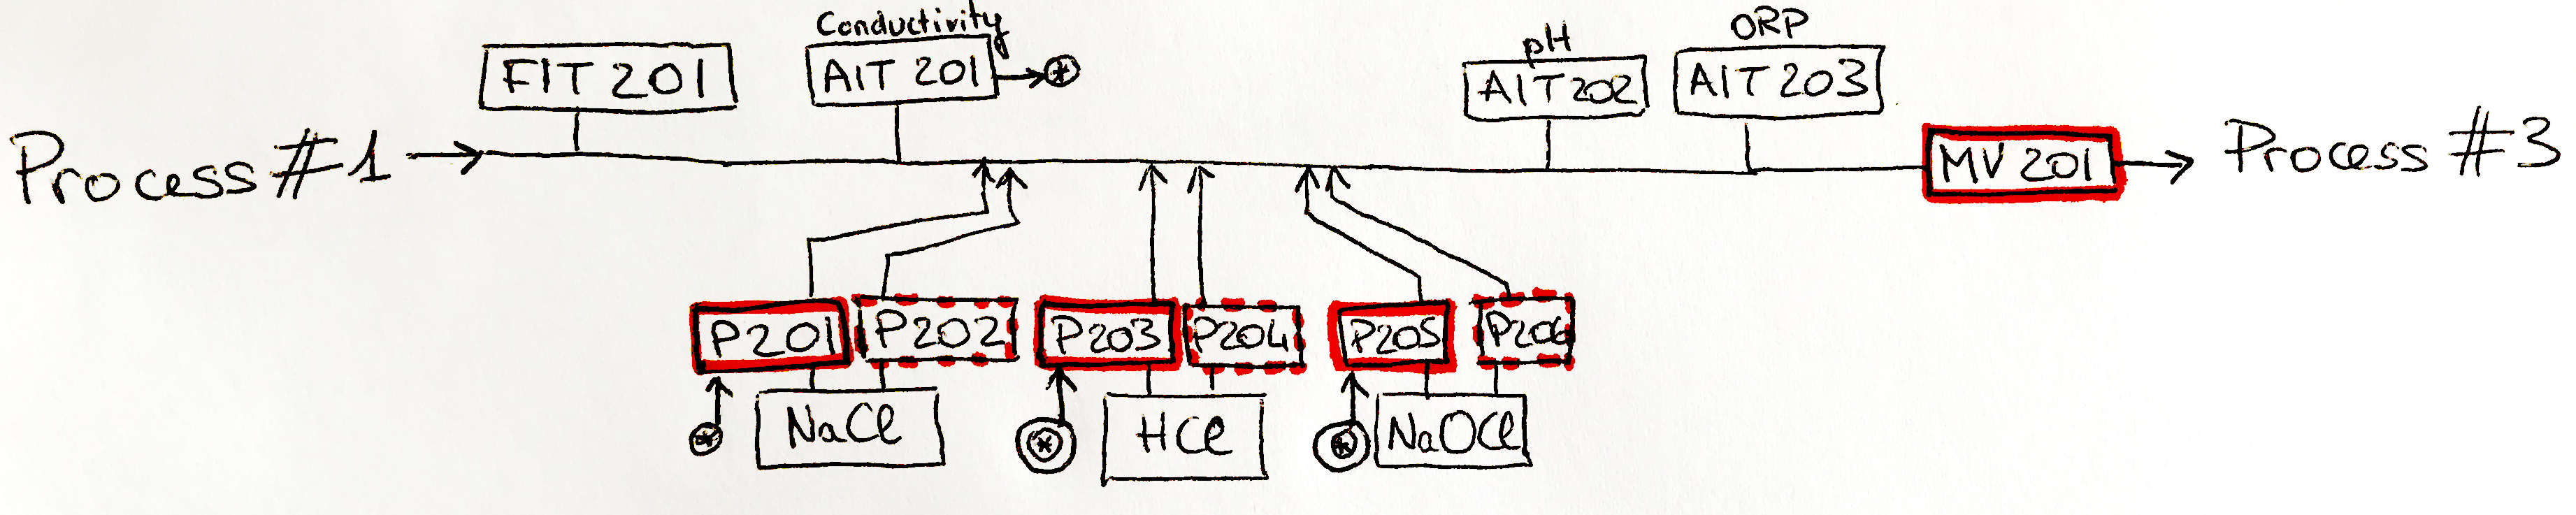 Conductivity
ORP
pH
FIT 201
AIT 201
AIT 202
AIT 203
Process #1
MV 201
Process #3
P201
P202
P203
P204
P205
P206
NaCl
HCl
NaOCl